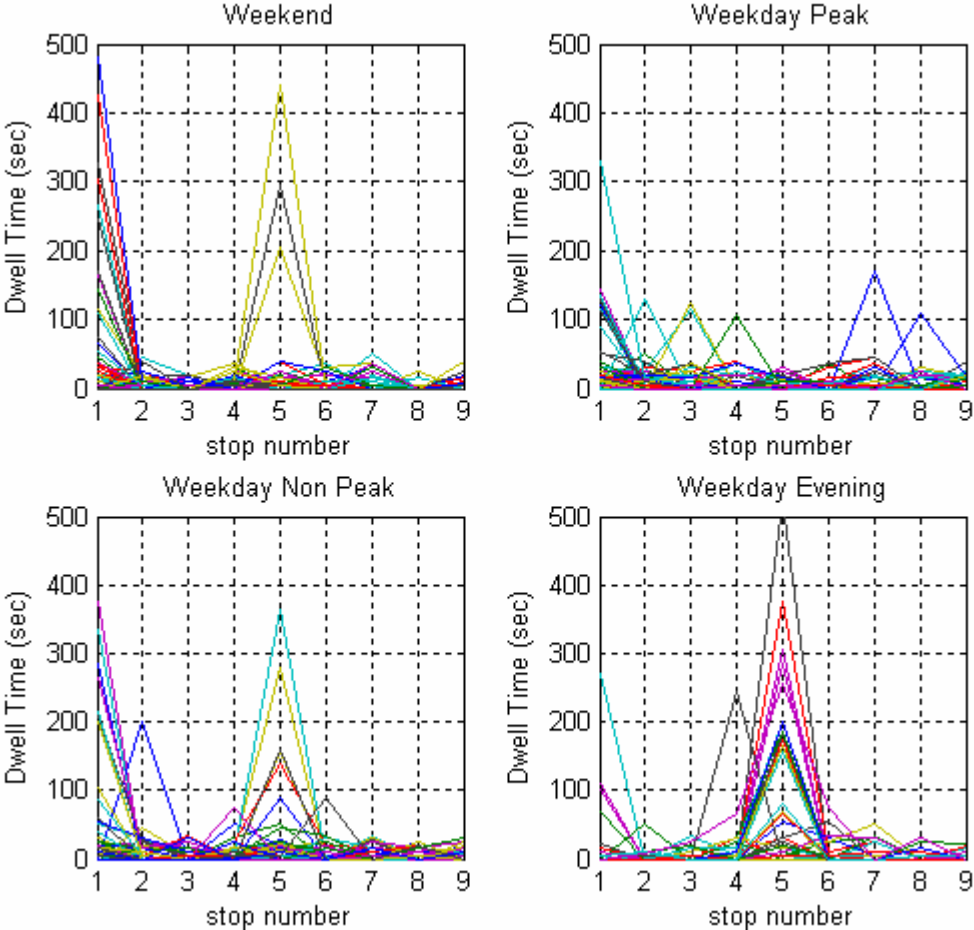 Weekend
500
400
300
200
100
0
Dwell Time (sec)
1 2 3 4 5 6 7 8 9
stop number
Weekday Peak
500
400
300
200
100
0
Dwell Time (sec)
1 2 3 4 5 6 7 8 9
stop number
Weekday Non Peak
500
400
300
200
100
0
Dwell Time (sec)
1 2 3 4 5 6 7 8 9
stop number
Weekday Evening
500
400
300
200
100
0
Dwell Time (sec)
1 2 3 4 5 6 7 8 9
stop number